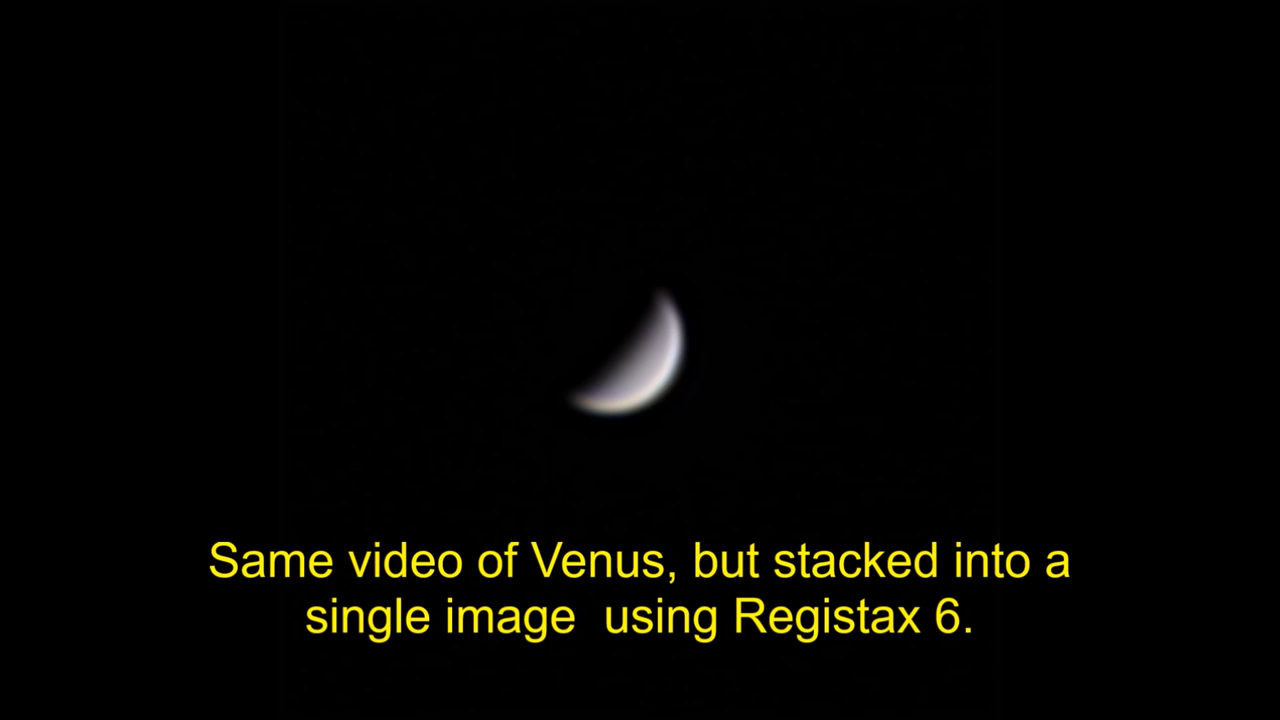 Same video of Venus, but stacked into a
single image  using Registax 6.